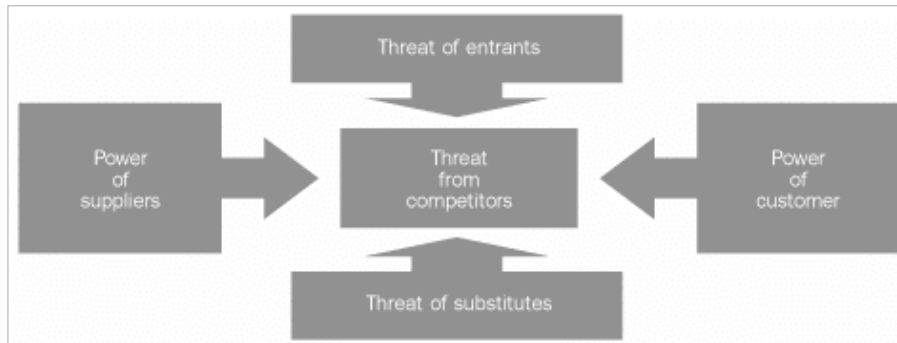 Threat of entrants
Power
of
suppliers
Threat
from
competitors
Power
of
customer
Threat of substitutes